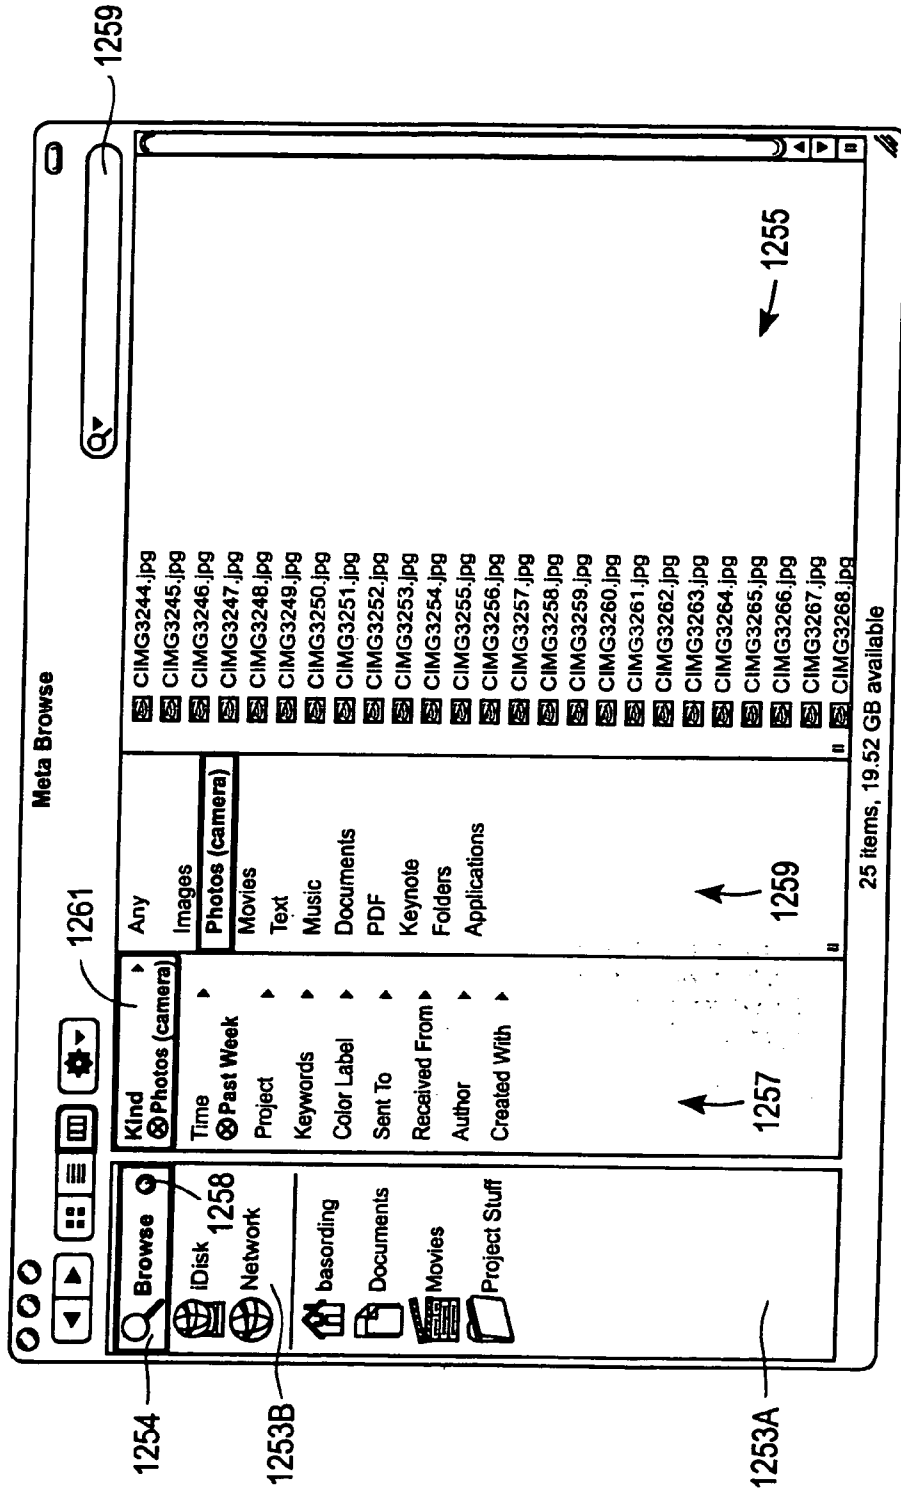 Meta Browse
1261
1259
1254
Browse
1258
iDisk
Network
1253B
basording
Documents
Movies
Project Stuff
1253A
Kind
Photos (camera)
Time
Past Week
Project
Keywords
Color Label
Sent To
Received From
Author
Created With
1257
Any
Images
Photos (camera)
Movies
Text
Music
Documents
PDF
Keynote
Folders
Applications
1259
CIMG3244.jpg
CIMG3245.jpg
CIMG3246.jpg
CIMG3247.jpg
CIMG3248.jpg
CIMG3249.jpg
CIMG3250.jpg
CIMG3251.jpg
CIMG3252.jpg
CIMG3253.jpg
CIMG3254.jpg
CIMG3255.jpg
CIMG3256.jpg
CIMG3257.jpg
CIMG3258.jpg
CIMG3259.jpg
CIMG3260.jpg
CIMG3261.jpg
CIMG3262.jpg
CIMG3263.jpg
CIMG3264.jpg
CIMG3265.jpg
CIMG3266.jpg
CIMG3267.jpg
CIMG3268.jpg
1255
25 items, 19.52 GB available